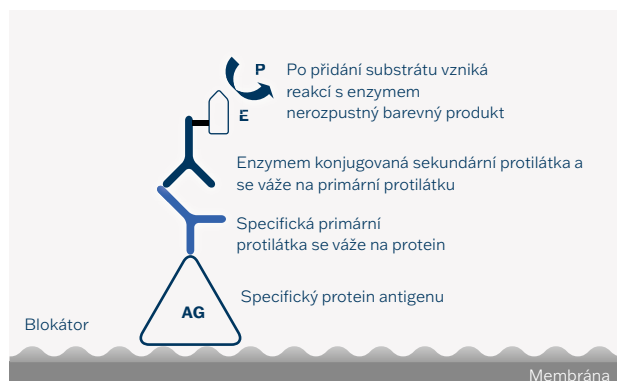 P
Po přidání substrátu vzniká
reakcí s enzymem
nerozpustný barevný produkt
E
Enzymem konjugovaná sekundární protilátka a
se váže na primární protilátku
Specifická primární
protilátka se váže na protein
Specifický protein antigenu
AG
Blokátor
Membrána